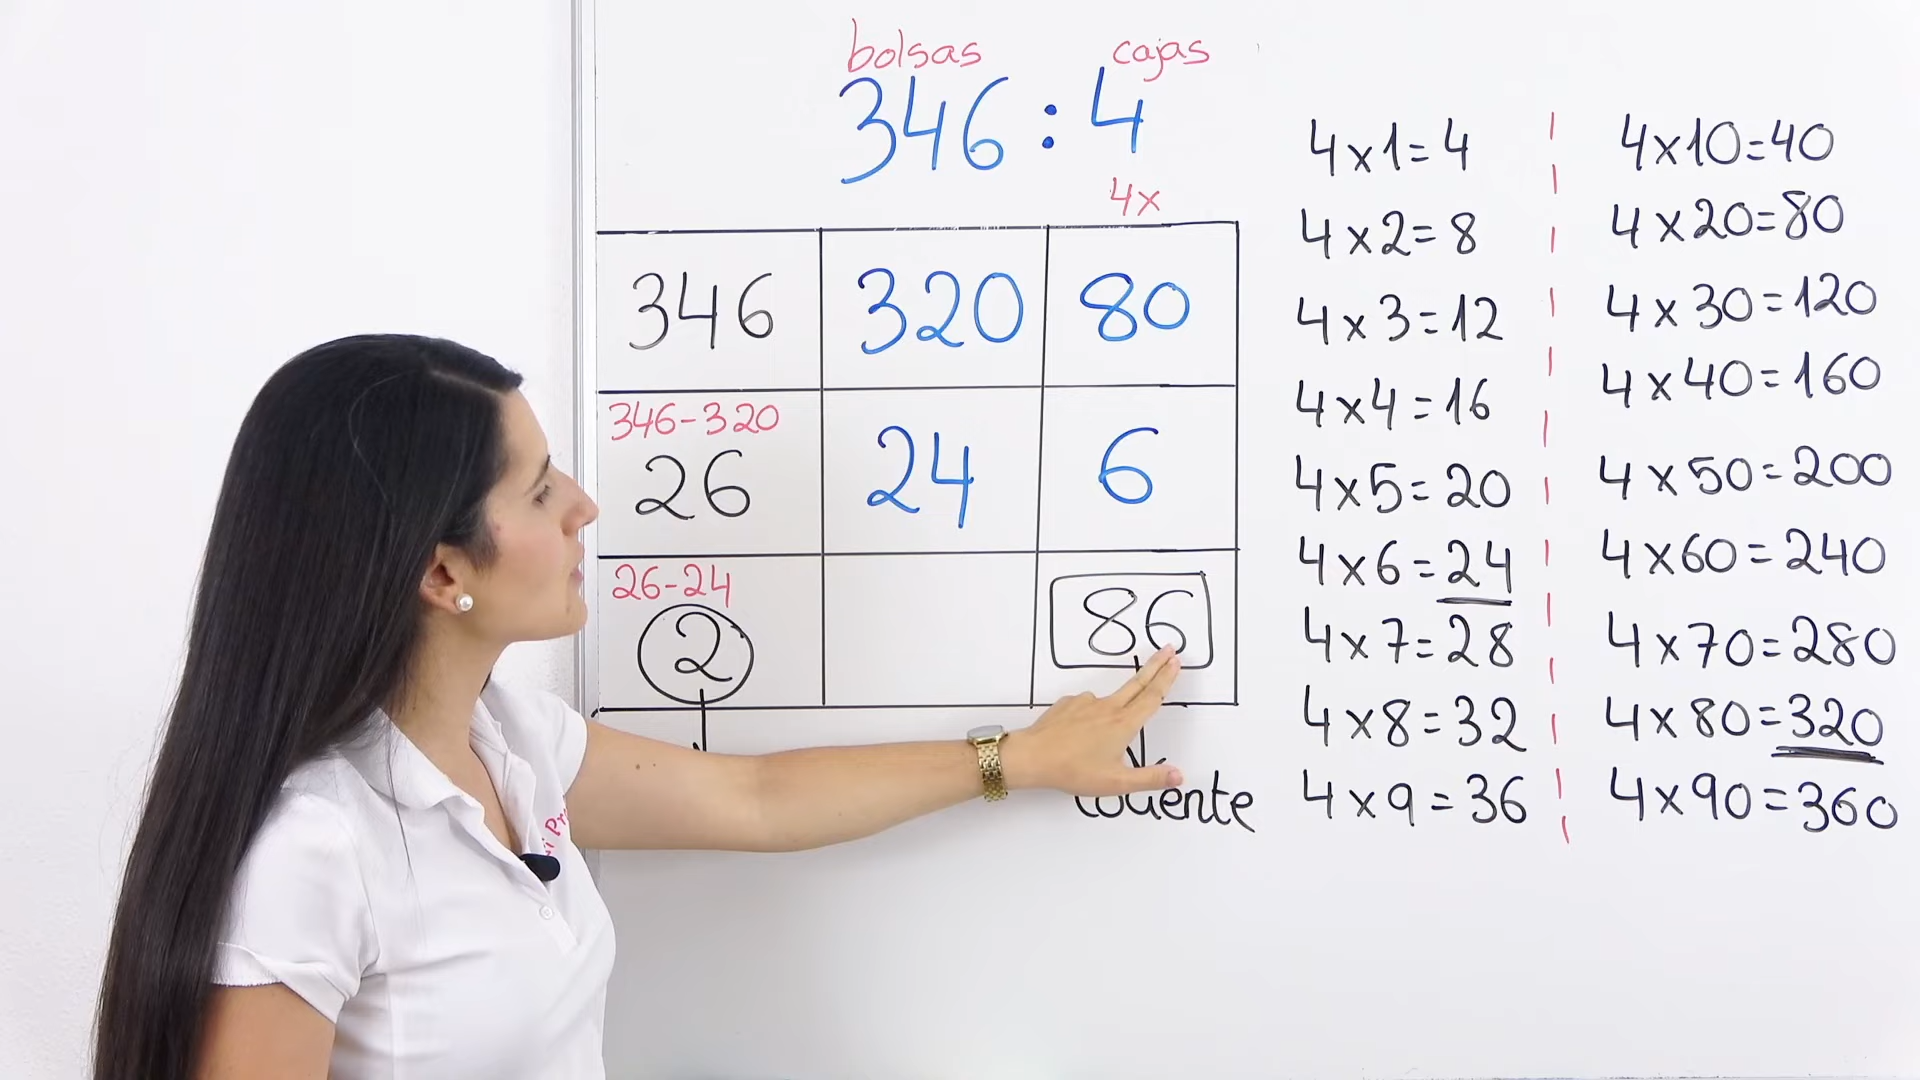 bolsas cajas
346 : 4
4x
346 320 80
346-320
26 24 6
26-24
2 86
Cociente
4x1=4
4x2=8
4x3=12
4x4=16
4x5=20
4x6=24
4x7=28
4x8=32
4x9=36
4x10=40
4x20=80
4x30=120
4x40=160
4x50=200
4x60=240
4x70=280
4x80=320
4x90=360